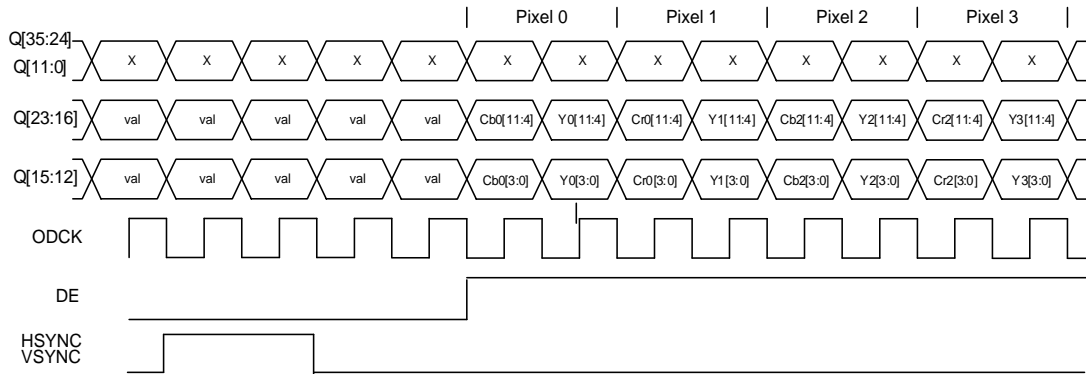 Pixel 0 Pixel 1 Pixel 2 Pixel 3
Q[35:24]
Q[11:0]
X X X X X X X X X X X X X
Q[23:16] val val val val val Cb0[11:4] Y0[11:4] Cr0[11:4] Y1[11:4] Cb2[11:4] Y2[11:4] Cr2[11:4] Y3[11:4]
Q[15:12] val val val val val Cb0[3:0] Y0[3:0] Cr0[3:0] Y1[3:0] Cb2[3:0] Y2[3:0] Cr2[3:0] Y3[3:0]
ODCK
DE
HSYNC
VSYNC